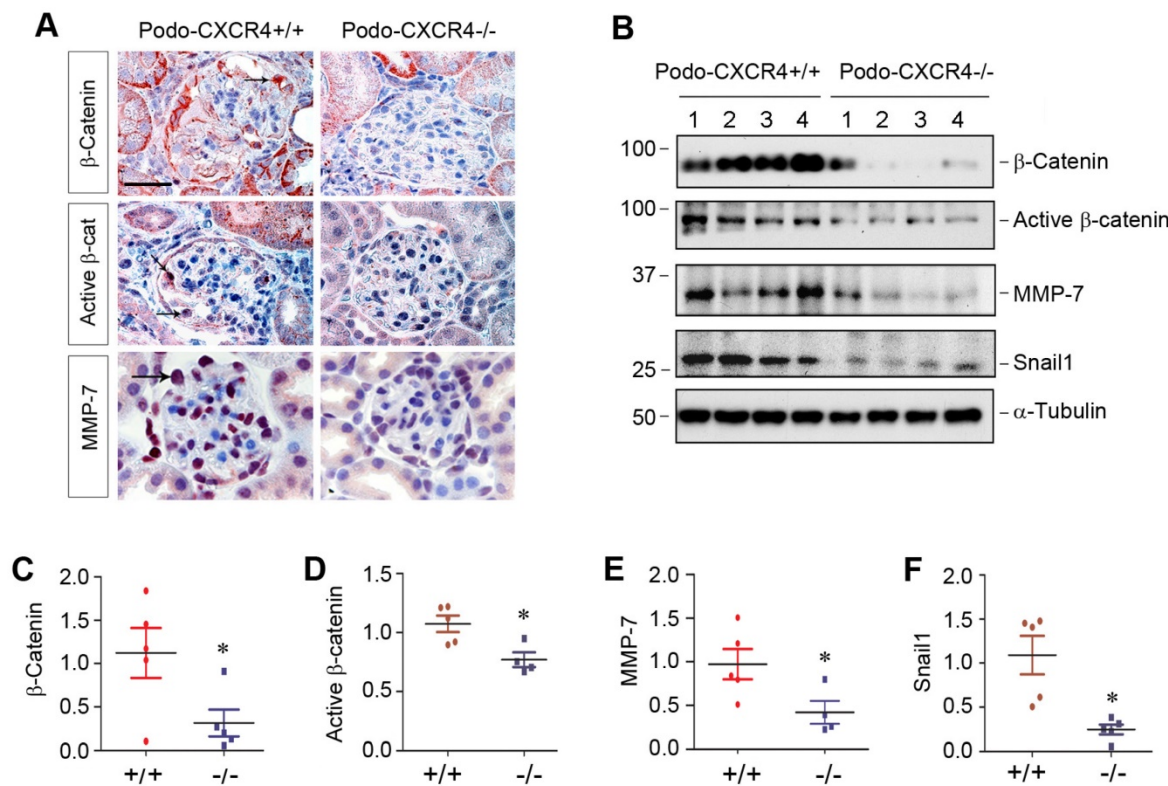 A
Podo-CXCR4+/+ Podo-CXCR4-/-
β-Catenin
Active β-cat
MMP-7
B
Podo-CXCR4+/+ Podo-CXCR4-/-
1 2 3 4 1 2 3 4
100 β-Catenin
100 Active β-catenin
37 MMP-7
25 Snail1
50 α-Tubulin
C
β-Catenin
2.0
1.5
1.0
0.5
0.0
*
+/+ -/-
D
Active β-catenin
1.5
1.0
0.5
0.0
*
+/+ -/-
E
MMP-7
2.0
1.5
1.0
0.5
0.0
*
+/+ -/-
F
Snail1
2.0
1.5
1.0
0.5
0.0
*
+/+ -/-